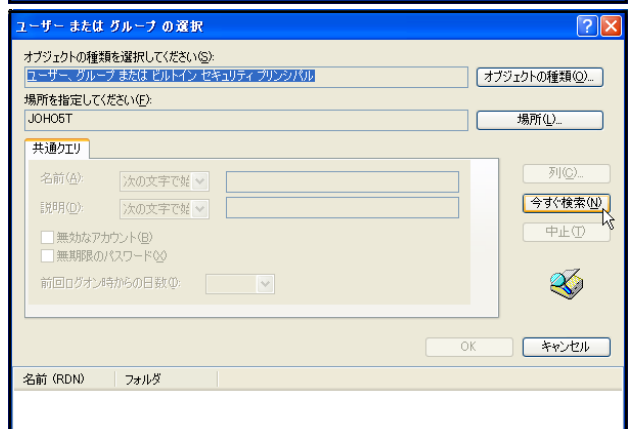 ユーザー または グループ の選択
オブジェクトの種類を選択してください(S):
ユーザー、グループ または ビルトイン セキュリティ プリンシパル
オブジェクトの種類(O)...
場所を指定してください(F):
JOHO5T
場所(L)...
共通クエリ
名前(A):
次の文字で始
列(C)...
説明(D):
次の文字で始
今すぐ検索(N)
無効なアカウント(B)
中止(T)
無期限のパスワード(X)
前回ログオン時からの日数(I):
OK
キャンセル
名前 (RDN)
フォルダ